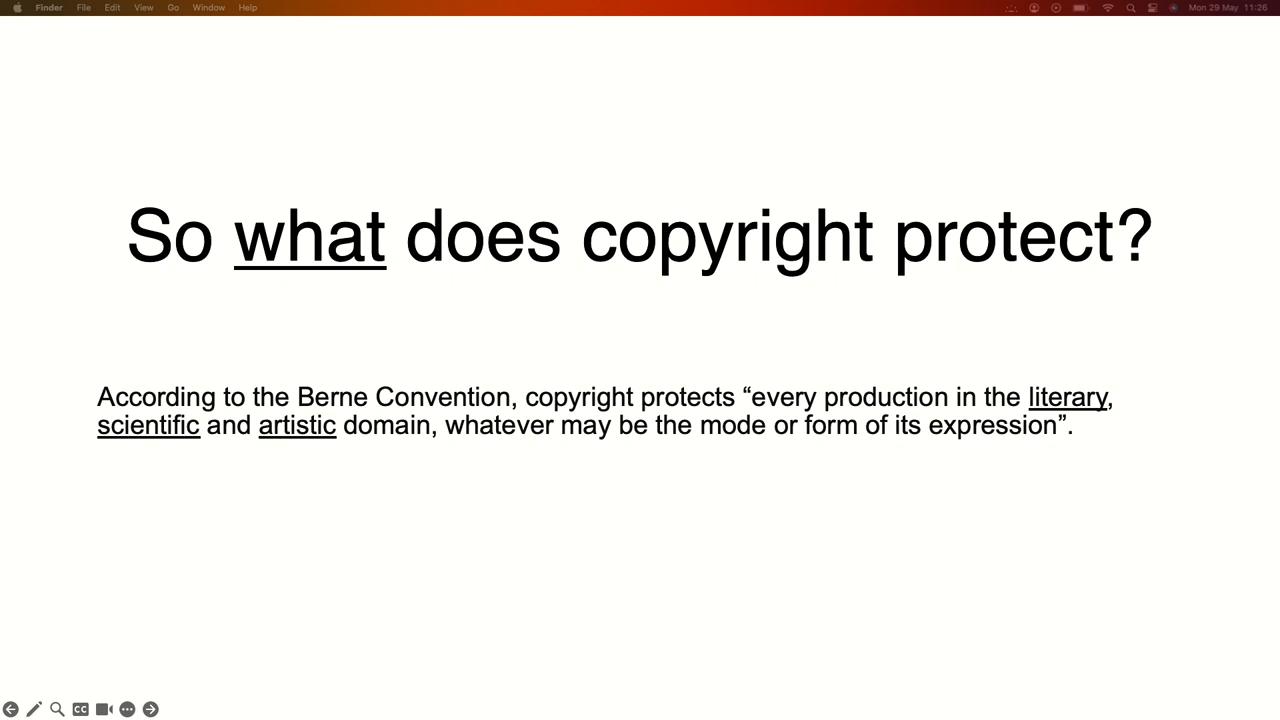 Finder File Edit View Go Window Help Mon 29 May 11:26
So what does copyright protect?
According to the Berne Convention, copyright protects “every production in the literary,
scientific and artistic domain, whatever may be the mode or form of its expression”.
CC